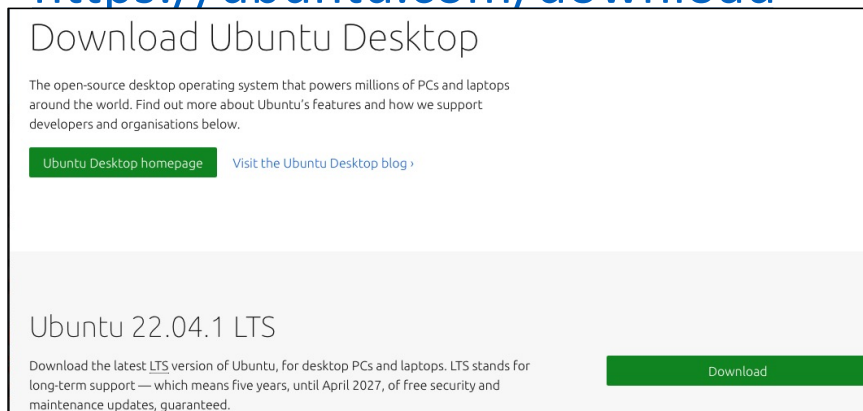 https://ubuntu.com/download
Download Ubuntu Desktop
The open-source desktop operating system that powers millions of PCs and laptops
around the world. Find out more about Ubuntu's features and how we support
developers and organisations below.
Ubuntu Desktop homepage Visit the Ubuntu Desktop blog ›
Ubuntu 22.04.1 LTS
Download the latest LTS version of Ubuntu, for desktop PCs and laptops. LTS stands for
long-term support — which means five years, until April 2027, of free security and
maintenance updates, guaranteed.
Download